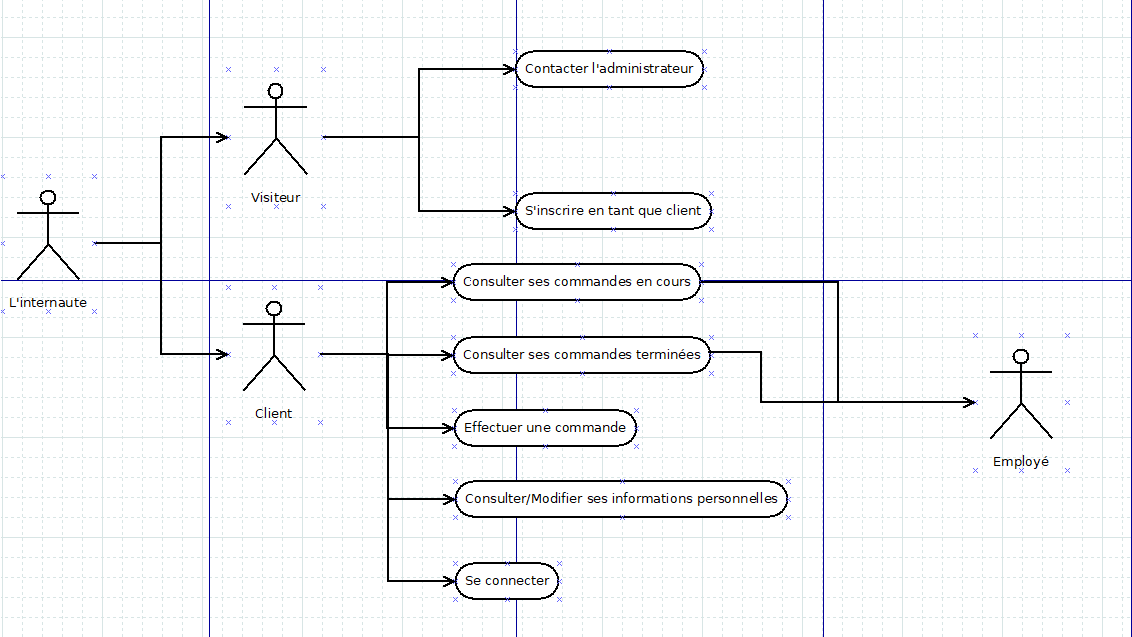 Contacter l'administrateur
Visiteur
S'inscrire en tant que client
L'internaute
Consulter ses commandes en cours
Consulter ses commandes terminées
Client
Effectuer une commande
Employé
Consulter/Modifier ses informations personnelles
Se connecter